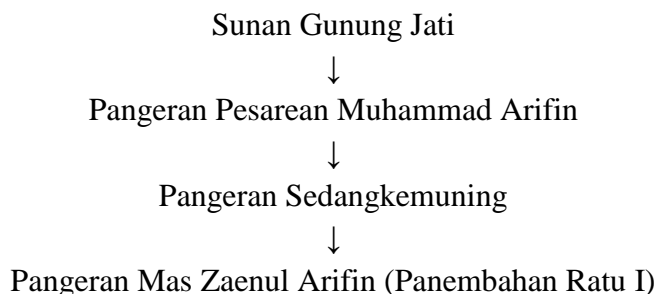 Sunan Gunung Jati
↓
Pangeran Pesarean Muhammad Arifin
↓
Pangeran Sedangkemuning
↓
Pangeran Mas Zaenul Arifin (Panembahan Ratu I)